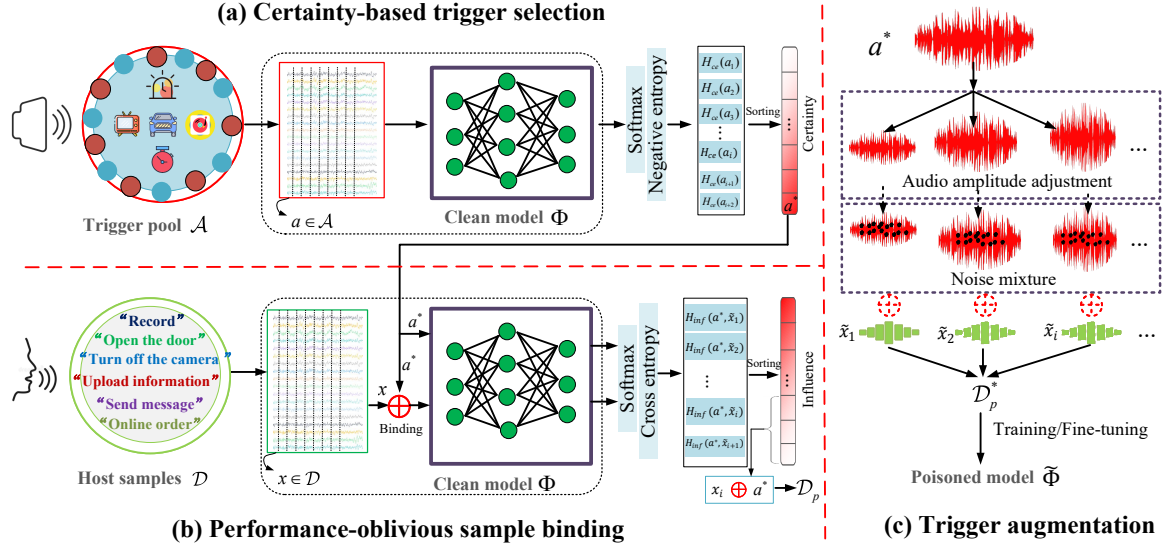 (a) Certainty-based trigger selection
Trigger pool 𝒜
a ∈ 𝒜
Clean model Φ
Softmax
Negative entropy
H_ce(a_1)
H_ce(a_2)
H_ce(a_3)
⋮
H_ce(a_i)
H_ce(a_{i+1})
H_ce(a_{i+2})
Sorting
...
a*
Certainty
“Record”
“Open the door”
“Turn off the camera”
“Upload information”
“Send message”
“Online order”
Host samples 𝒟
x ∈ 𝒟
a*
a*
x
Binding
Clean model Φ
Softmax
Cross entropy
H_inf(a*, x̃_1)
H_inf(a*, x̃_2)
⋮
H_inf(a*, x̃_i)
H_inf(a*, x̃_{i+1})
Sorting
...
Influence
x_i ⊕ a*
𝒟_p
(b) Performance-oblivious sample binding
a*
...
Audio amplitude adjustment
...
Noise mixture
x̃_1
x̃_2
x̃_i
...
𝒟_p*
Training/Fine-tuning
Poisoned model Φ̃
(c) Trigger augmentation